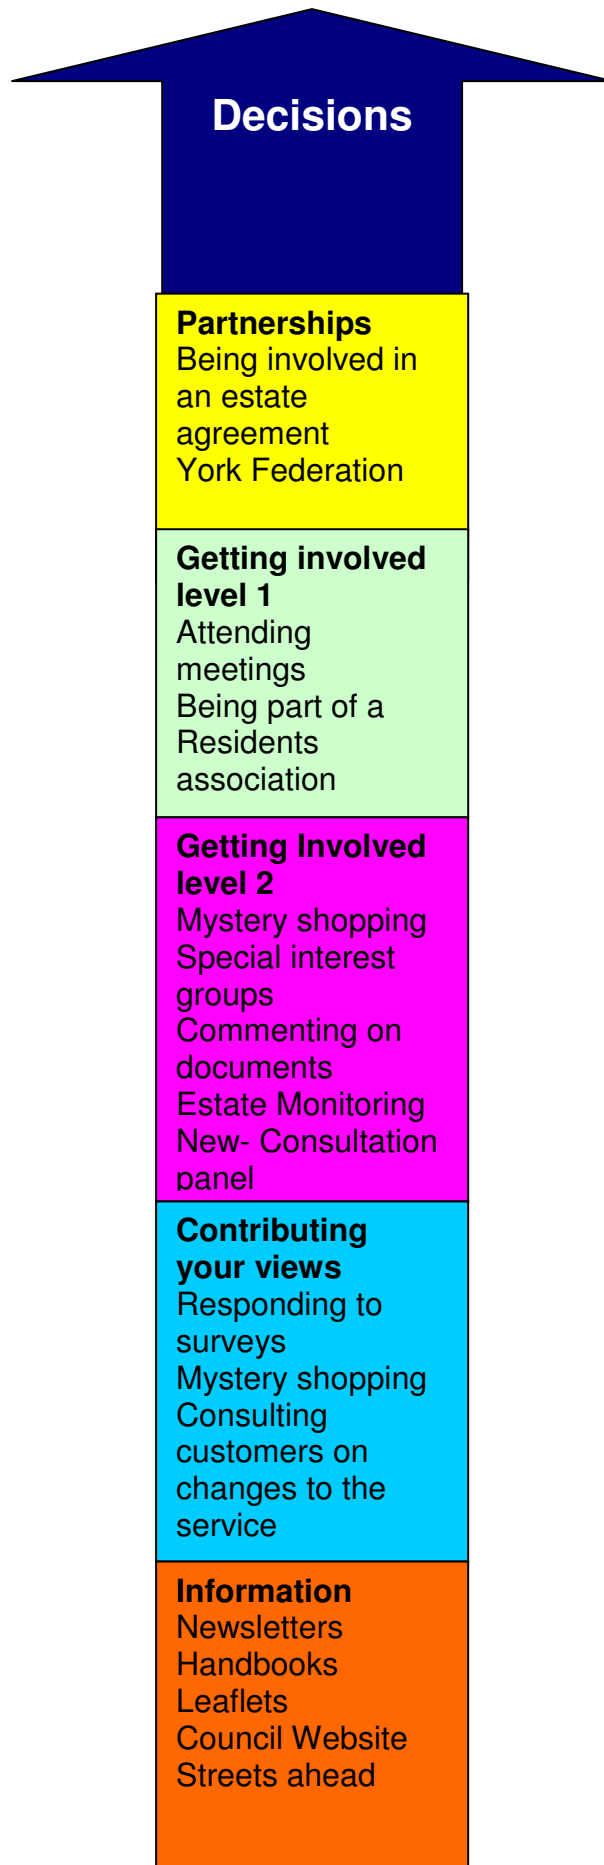 Decisions
Partnerships
Being involved in
an estate
agreement
York Federation
Getting involved
level 1
Attending
meetings
Being part of a
Residents
association
Getting Involved
level 2
Mystery shopping
Special interest
groups
Commenting on
documents
Estate Monitoring
New- Consultation
panel
Contributing
your views
Responding to
surveys
Mystery shopping
Consulting
customers on
changes to the
service
Information
Newsletters
Handbooks
Leaflets
Council Website
Streets ahead